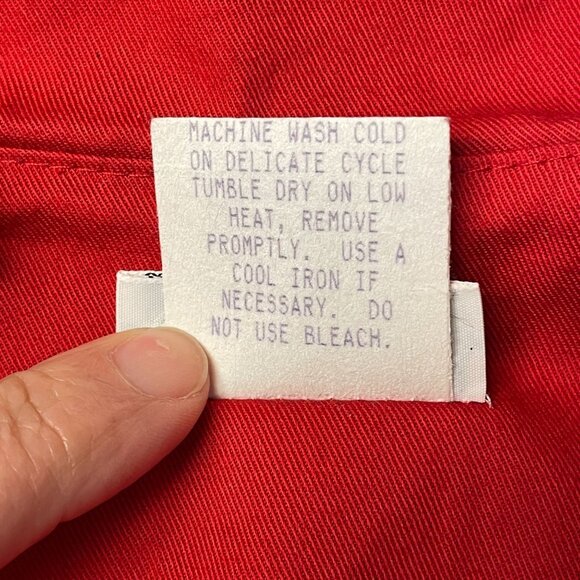 MACHINE WASH COLD
ON DELICATE CYCLE
TUMBLE DRY ON LOW
HEAT, REMOVE
PROMPTLY. USE A
COOL IRON IF
NECESSARY. DO
NOT USE BLEACH.